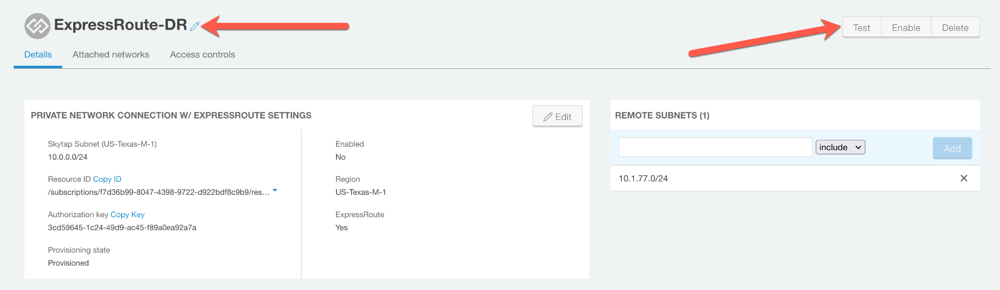 ExpressRoute-DR
Test Enable Delete
Details Attached networks Access controls
PRIVATE NETWORK CONNECTION W/ EXPRESSROUTE SETTINGS
Edit
Skytap Subnet (US-Texas-M-1)
10.0.0.0/24
Resource ID Copy ID
/subscriptions/f7d36b99-8047-4398-9722-d922bdf8c9b9/res...
Authorization key Copy Key
3cd59645-1c24-49d9-ac45-f89a0ea92a7a
Provisioning state
Provisioned
Enabled
No
Region
US-Texas-M-1
ExpressRoute
Yes
REMOTE SUBNETS (1)
include
Add
10.1.77.0/24